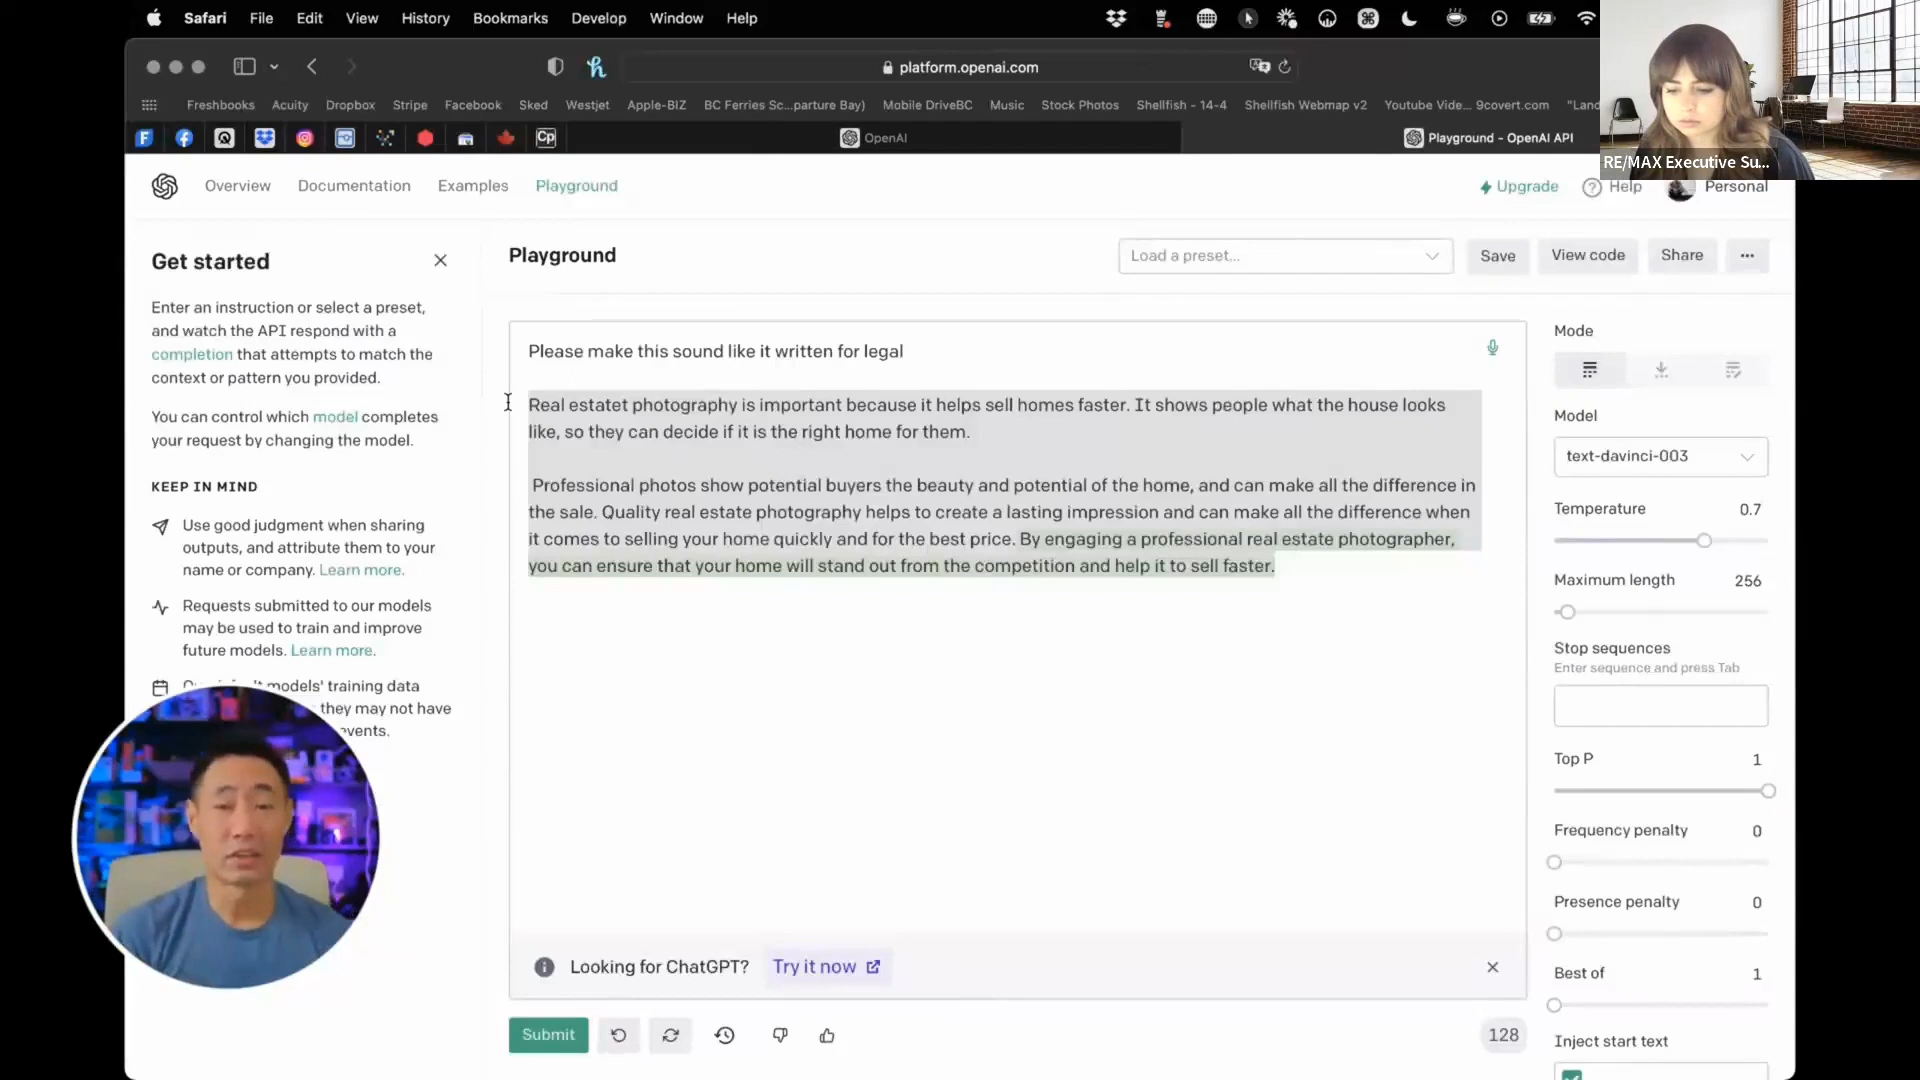 Safari File Edit View History Bookmarks Develop Window Help
platform.openai.com
Freshbooks Acuity Dropbox Stripe Facebook Sked Westjet Apple-BIZ BC Ferries Sc...parture Bay) Mobile DriveBC Music Stock Photos Shellfish - 14-4 Shellfish Webmap v2 Youtube Vide... 9covert.com "Land
OpenAI
Playground - OpenAI API
RE/MAX Executive Su...
Overview Documentation Examples Playground
Upgrade Help Personal
Get started
Enter an instruction or select a preset,
and watch the API respond with a
completion that attempts to match the
context or pattern you provided.
You can control which model completes
your request by changing the model.
KEEP IN MIND
Use good judgment when sharing
outputs, and attribute them to your
name or company. Learn more.
Requests submitted to our models
may be used to train and improve
future models. Learn more.
models' training data
they may not have
events.
Playground
Load a preset...
Save
View code
Share
Please make this sound like it written for legal
Real estatet photography is important because it helps sell homes faster. It shows people what the house looks
like, so they can decide if it is the right home for them.
Professional photos show potential buyers the beauty and potential of the home, and can make all the difference in
the sale. Quality real estate photography helps to create a lasting impression and can make all the difference when
it comes to selling your home quickly and for the best price. By engaging a professional real estate photographer,
you can ensure that your home will stand out from the competition and help it to sell faster.
Looking for ChatGPT? Try it now
Submit
128
Mode
Model
text-davinci-003
Temperature 0.7
Maximum length 256
Stop sequences
Enter sequence and press Tab
Top P 1
Frequency penalty 0
Presence penalty 0
Best of 1
Inject start text